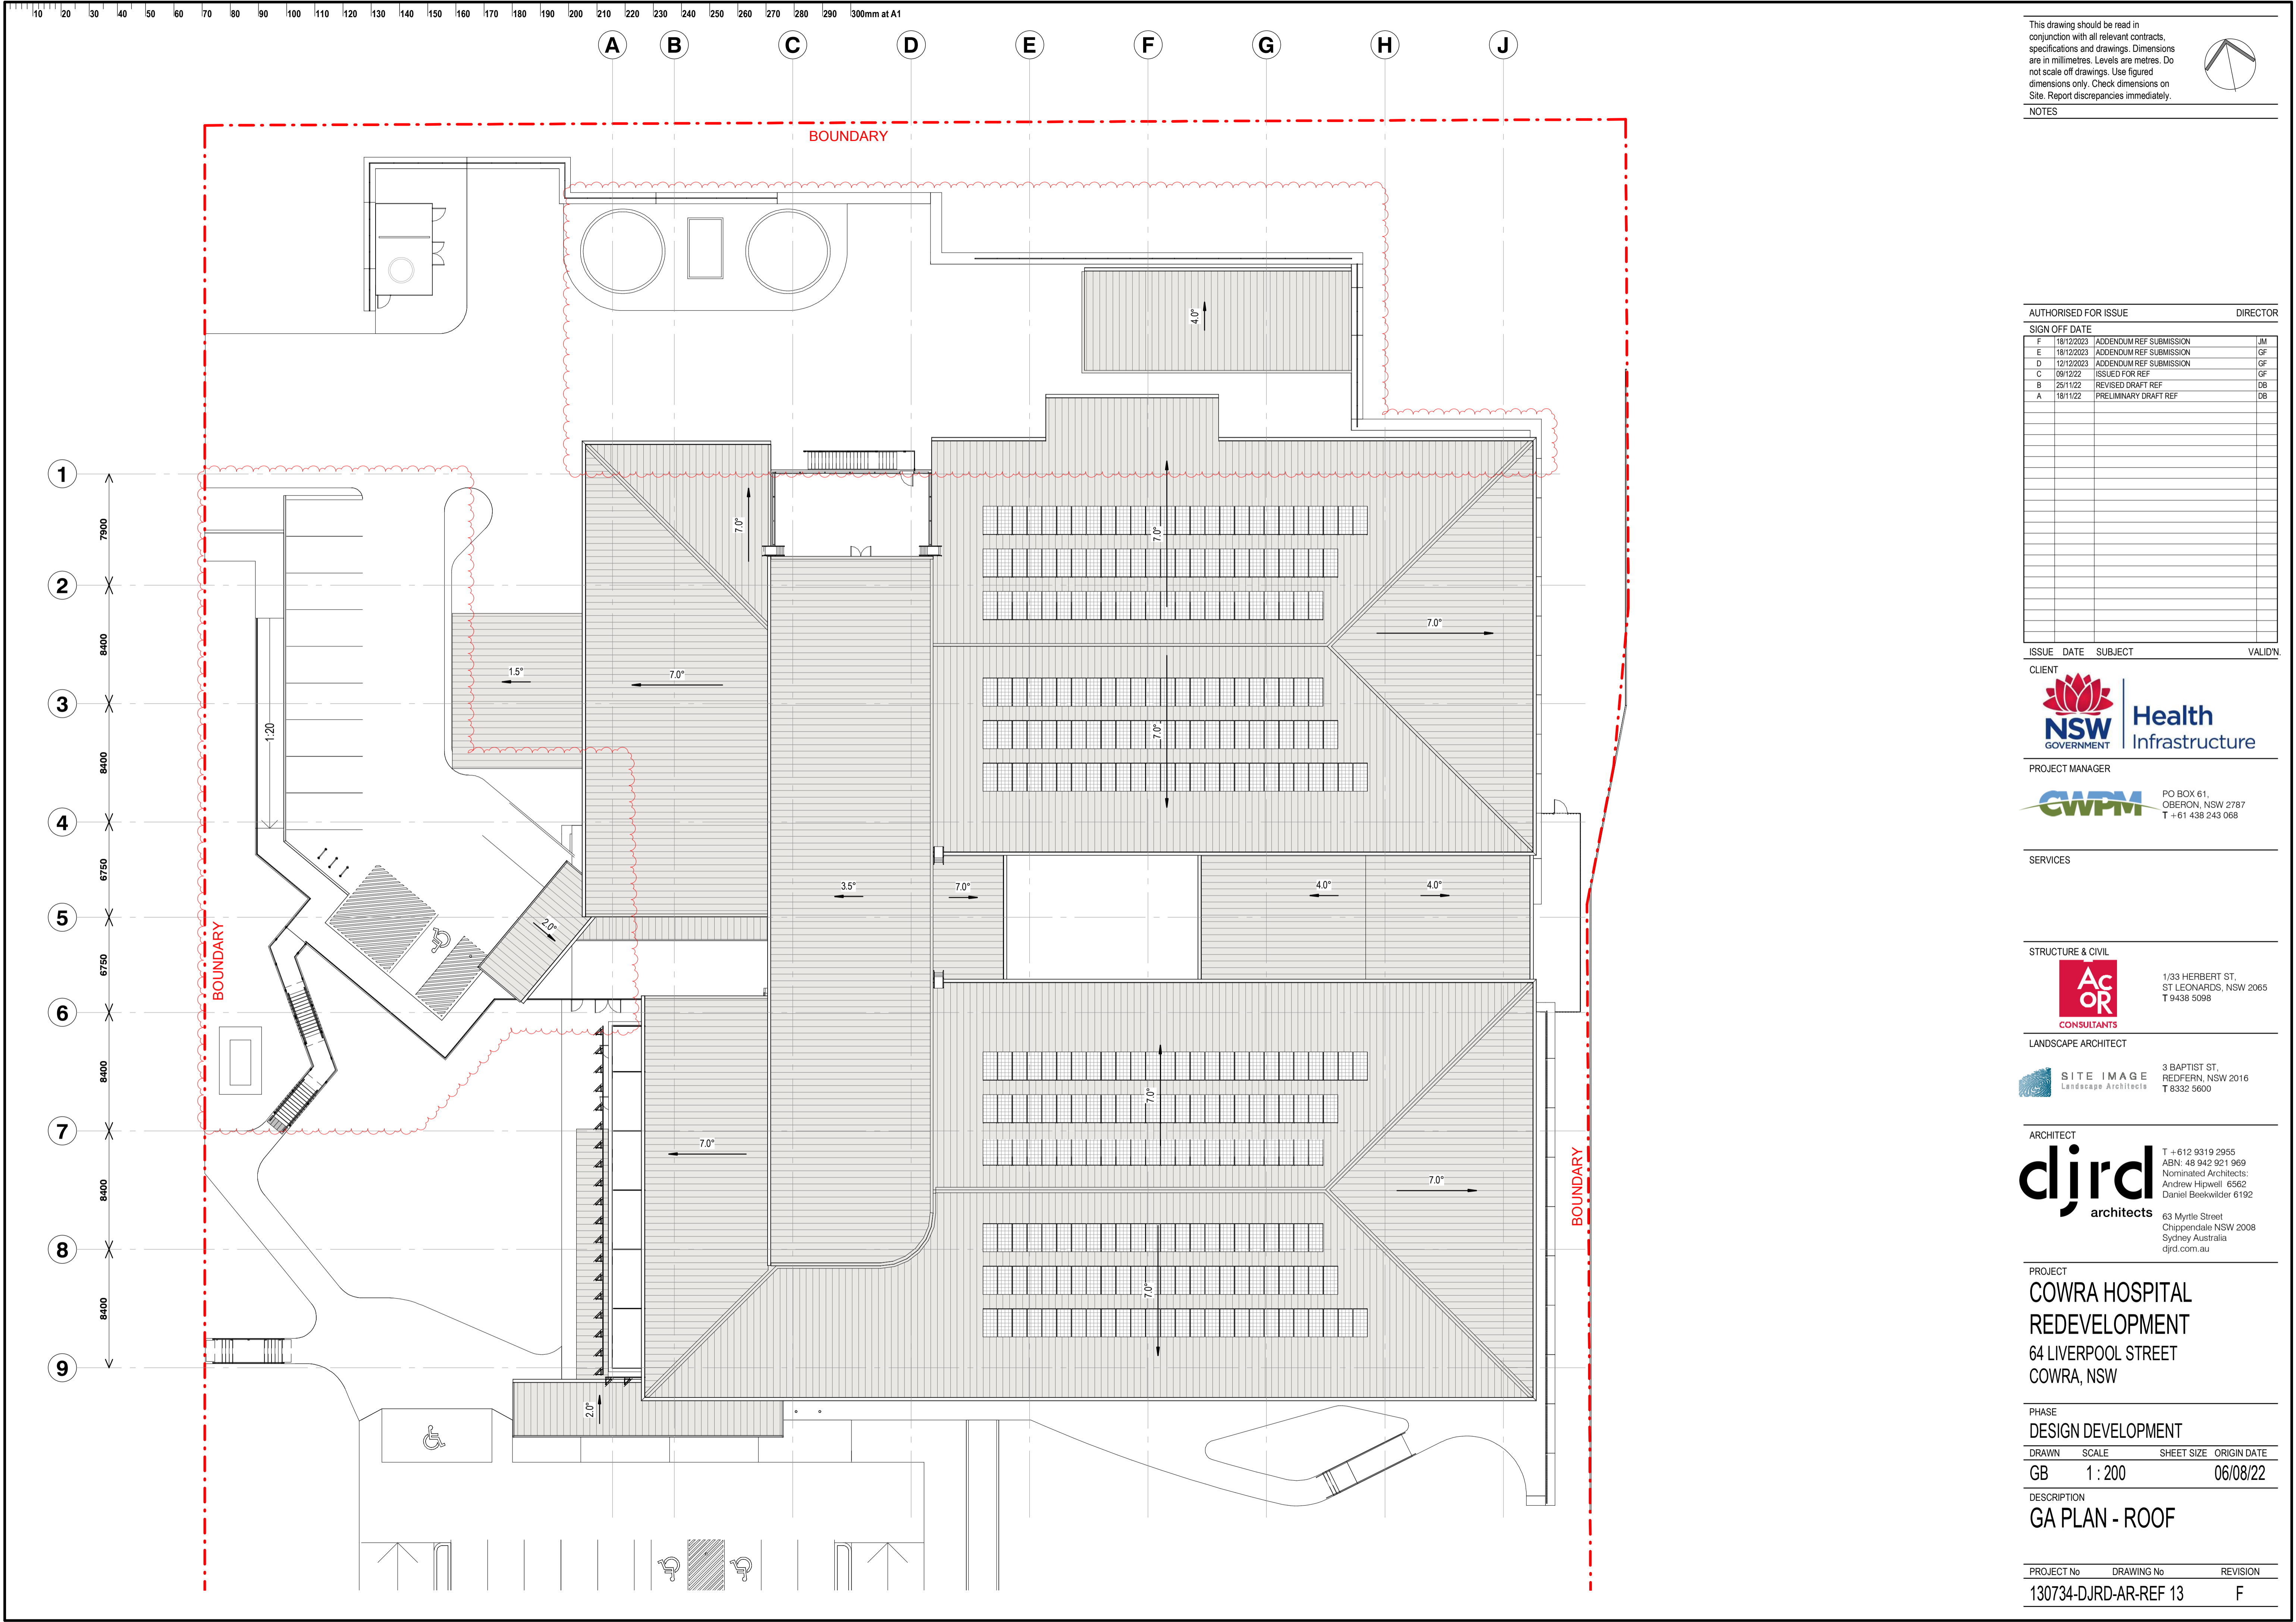 10 20 30 40 50 60 70 80 90 100 110 120 130 140 150 160 170 180 190 200 210 220 230 240 250 260 270 280 290 300mm at A1
A B C D E F G H J
BOUNDARY
4.0°
1
7900
7.0°
7.0°
2
8400
7.0°
1.5°
7.0°
3
1:20
7.0°
8400
4
6750
3.5°
7.0°
4.0°
4.0°
5
2.0°
BOUNDARY
6750
6
8400
7.0°
7
7.0°
BOUNDARY
7.0°
8400
8
7.0°
8400
9
2.0°
This drawing should be read in
conjunction with all relevant contracts,
specifications and drawings. Dimensions
are in millimetres. Levels are metres. Do
not scale off drawings. Use figured
dimensions only. Check dimensions on
Site. Report discrepancies immediately.
NOTES
AUTHORISED FOR ISSUE DIRECTOR
SIGN OFF DATE
F 18/12/2023 ADDENDUM REF SUBMISSION JM
E 18/12/2023 ADDENDUM REF SUBMISSION GF
D 12/12/2023 ADDENDUM REF SUBMISSION GF
C 09/12/22 ISSUED FOR REF GF
B 25/11/22 REVISED DRAFT REF DB
A 18/11/22 PRELIMINARY DRAFT REF DB
ISSUE DATE SUBJECT VALID'N.
CLIENT
NSW
GOVERNMENT
Health
Infrastructure
PROJECT MANAGER
CWPM
PO BOX 61,
OBERON, NSW 2787
T +61 438 243 068
SERVICES
STRUCTURE & CIVIL
ACOR
CONSULTANTS
1/33 HERBERT ST,
ST LEONARDS, NSW 2065
T 9438 5098
LANDSCAPE ARCHITECT
SITE IMAGE
Landscape Architects
3 BAPTIST ST,
REDFERN, NSW 2016
T 8332 5600
ARCHITECT
djrd
architects
T +612 9319 2955
ABN: 48 942 921 969
Nominated Architects:
Andrew Hipwell 6562
Daniel Beekwilder 6192
63 Myrtle Street
Chippendale NSW 2008
Sydney Australia
djrd.com.au
PROJECT
COWRA HOSPITAL
REDEVELOPMENT
64 LIVERPOOL STREET
COWRA, NSW
PHASE
DESIGN DEVELOPMENT
DRAWN SCALE SHEET SIZE ORIGIN DATE
GB 1 : 200 06/08/22
DESCRIPTION
GA PLAN - ROOF
PROJECT No DRAWING No REVISION
130734-DJRD-AR-REF 13 F